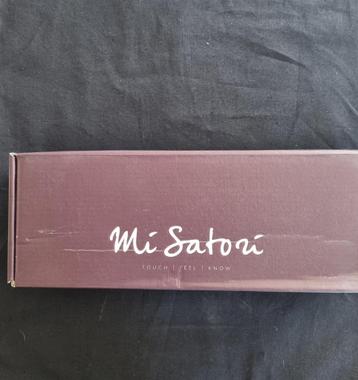 Mi Satori
TOUCH | FEEL | KNOW